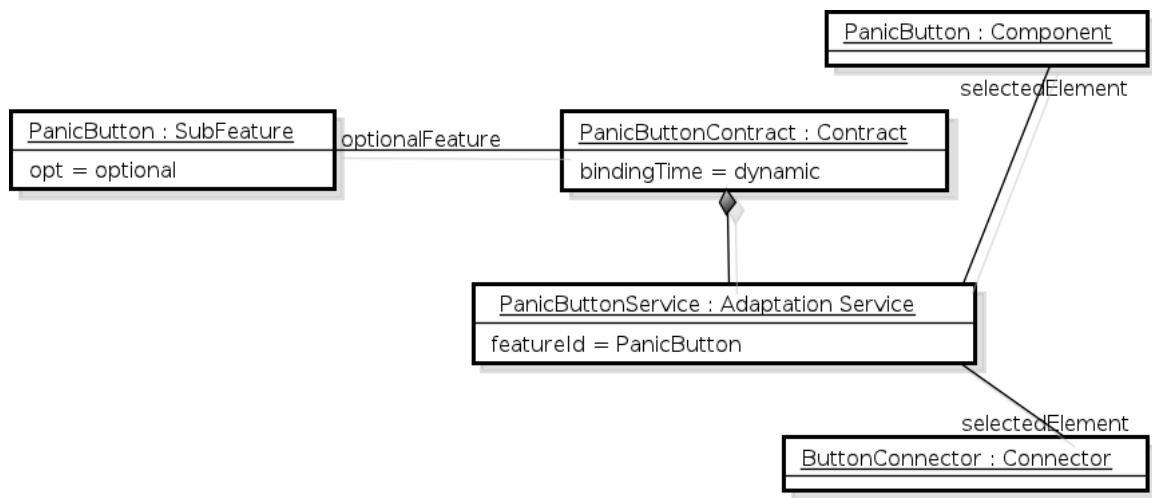 PanicButton : Component
selectedElement
PanicButton : SubFeature
opt = optional
optionalFeature
PanicButtonContract : Contract
bindingTime = dynamic
PanicButtonService : Adaptation Service
featureId = PanicButton
selectedElement
ButtonConnector : Connector